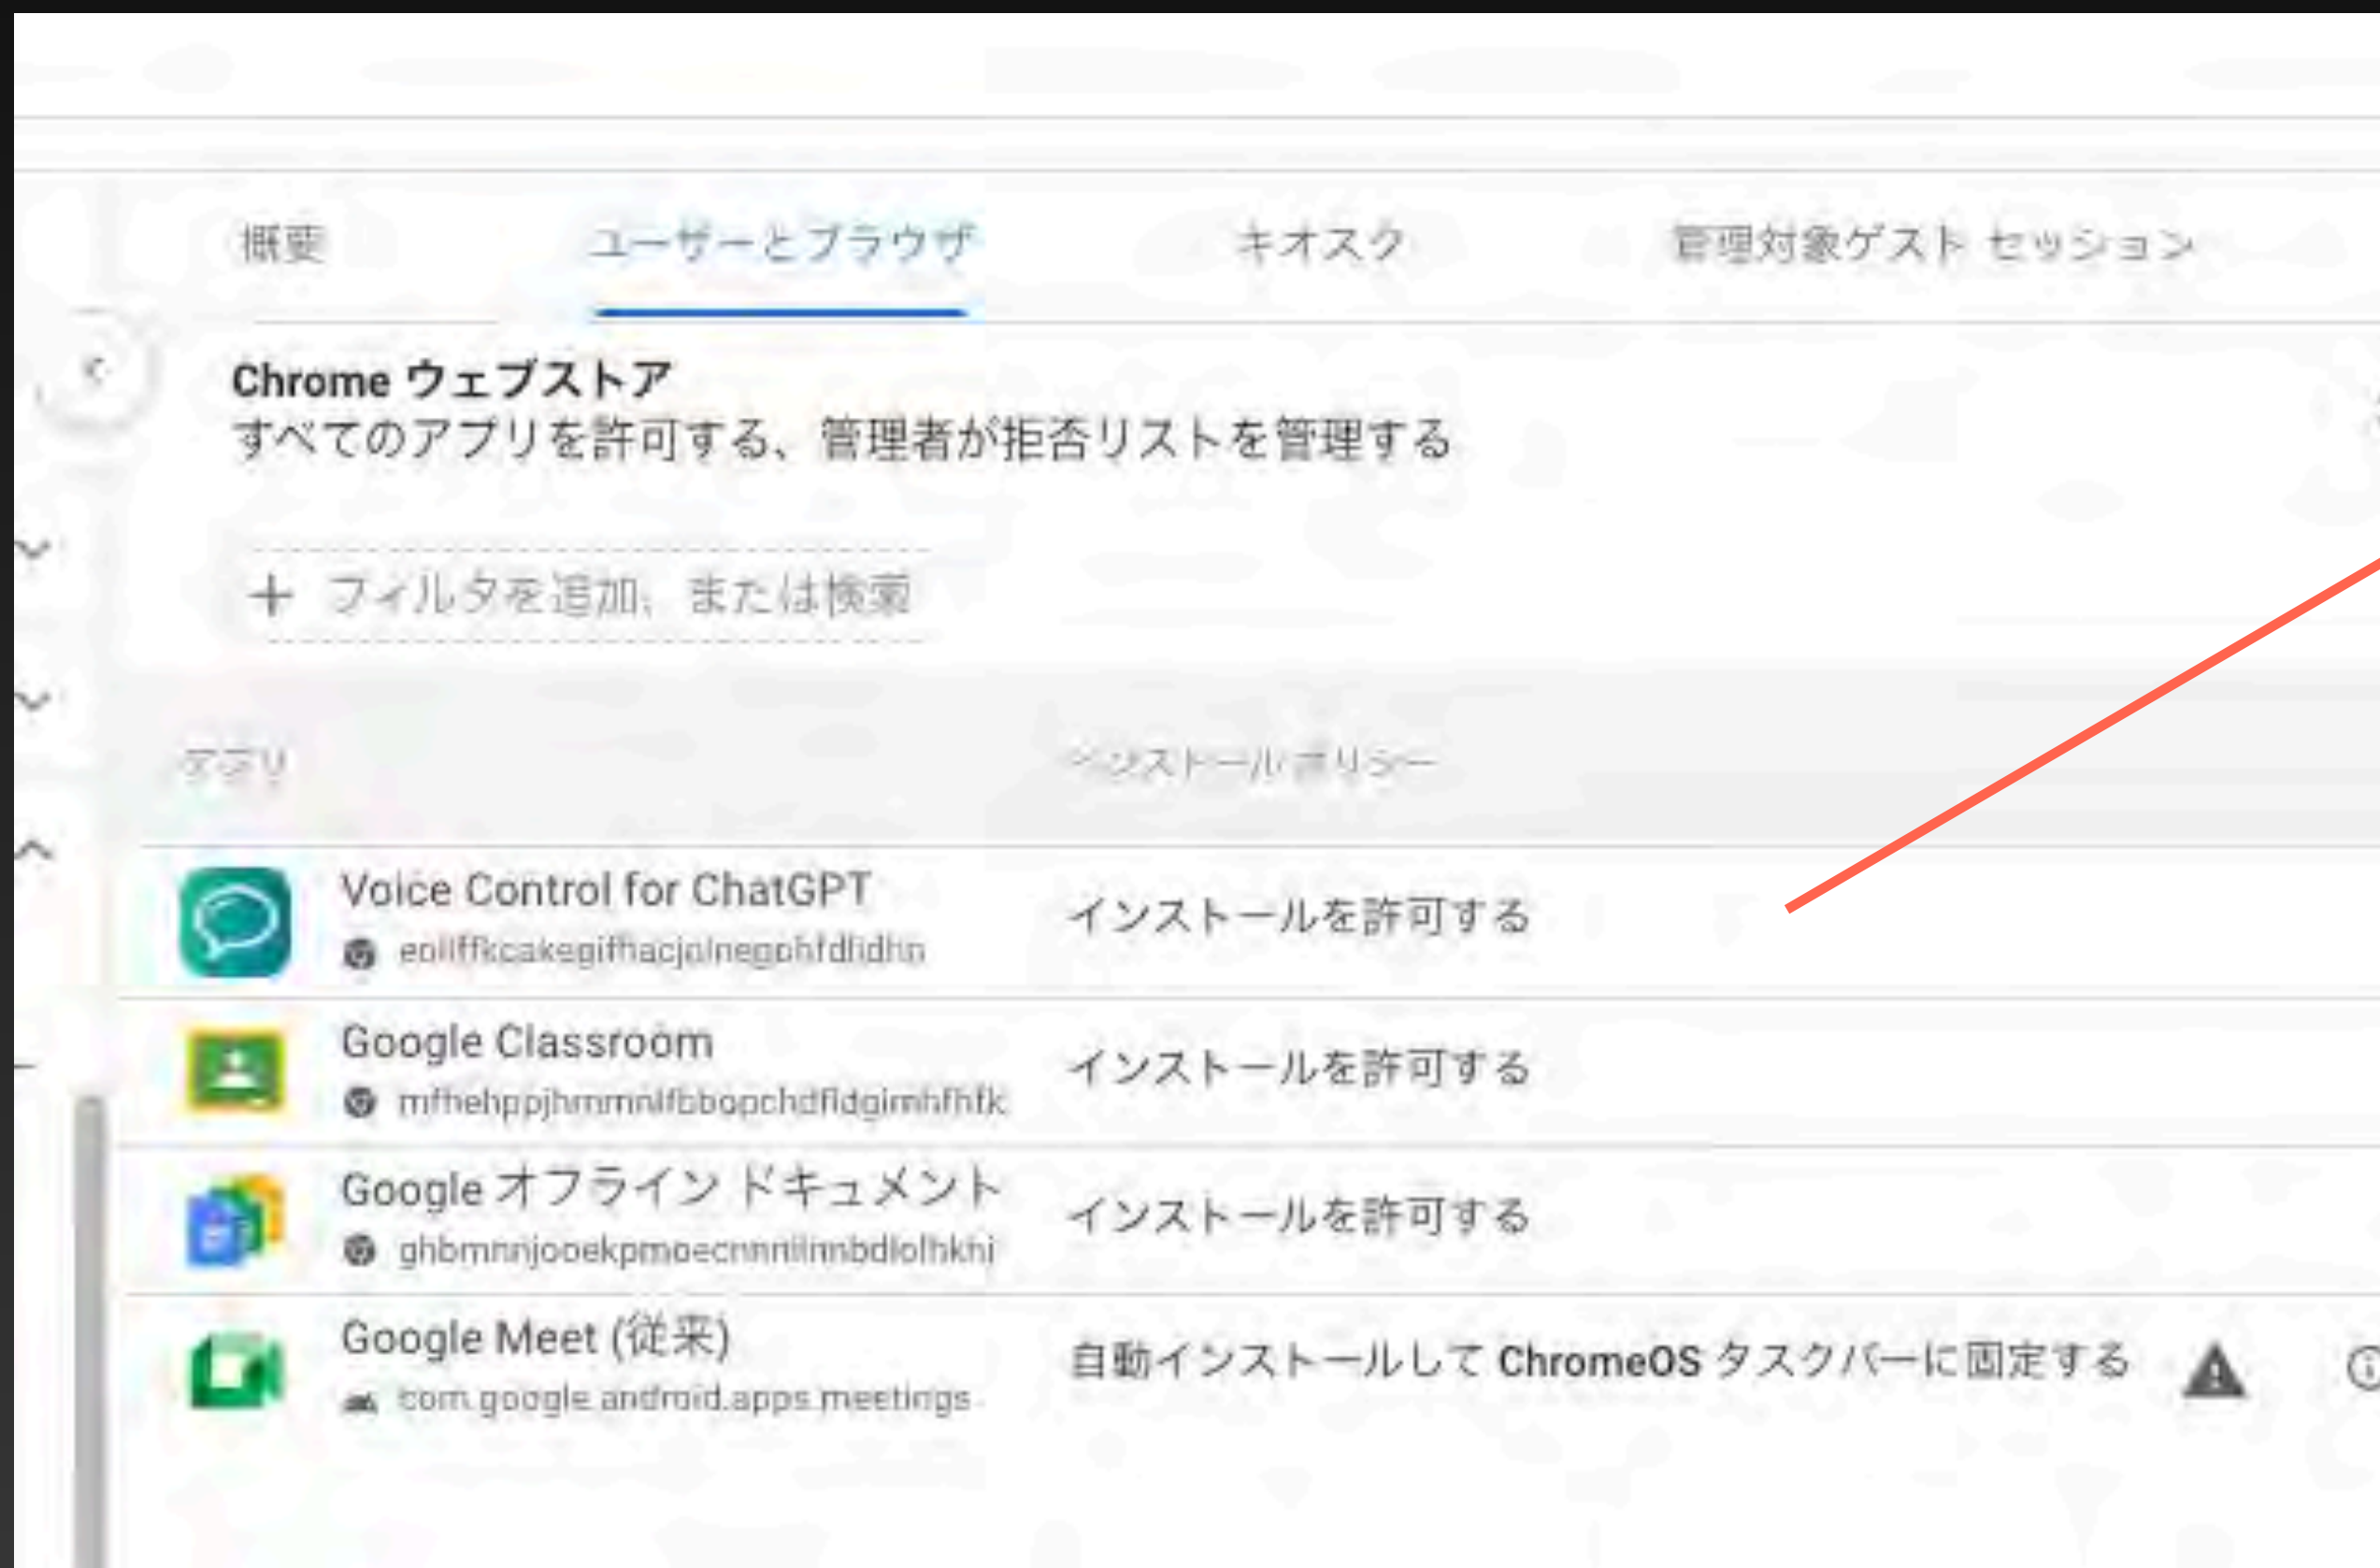 概要 ユーザーとブラウザ キオスク 管理対象ゲスト セッション
Chrome ウェブストア
すべてのアプリを許可する、管理者が拒否リストを管理する
+ フィルタを追加、または検索
アプリ インストール ポリシー
Voice Control for ChatGPT インストールを許可する
Google Classroom インストールを許可する
Google オフライン ドキュメント インストールを許可する
Google Meet (従来) 自動インストールして ChromeOS タスクバーに固定する
com.google.android.apps.meetings